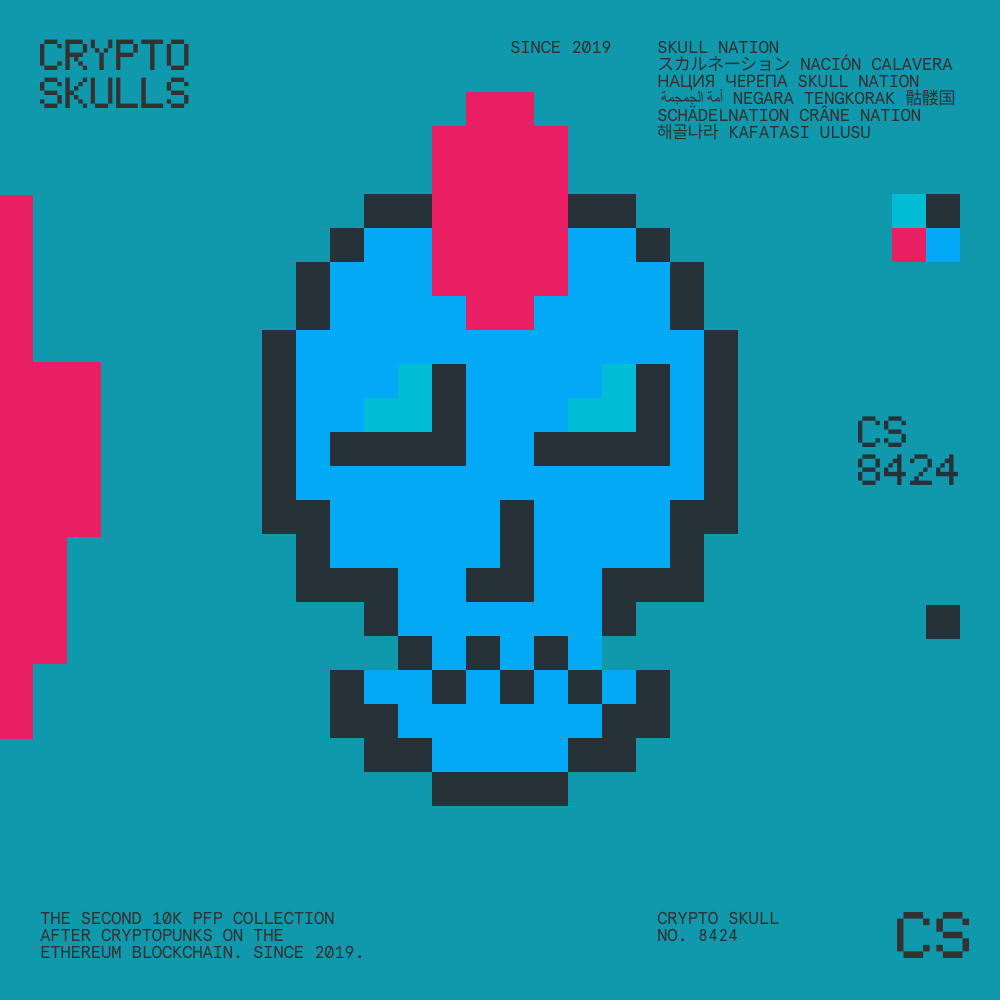 CRYPTO
SKULLS
SINCE 2019
SKULL NATION
スカルネーション NACIÓN CALAVERA
НАЦИЯ ЧЕРЕПА SKULL NATION
أمة الجمجمة NEGARA TENGKORAK 骷髅国
SCHÄDELNATION CRÂNE NATION
해골나라 KAFATASI ULUSU
CS
8424
THE SECOND 10K PFP COLLECTION
AFTER CRYPTOPUNKS ON THE
ETHEREUM BLOCKCHAIN. SINCE 2019.
CRYPTO SKULL
NO. 8424
CS